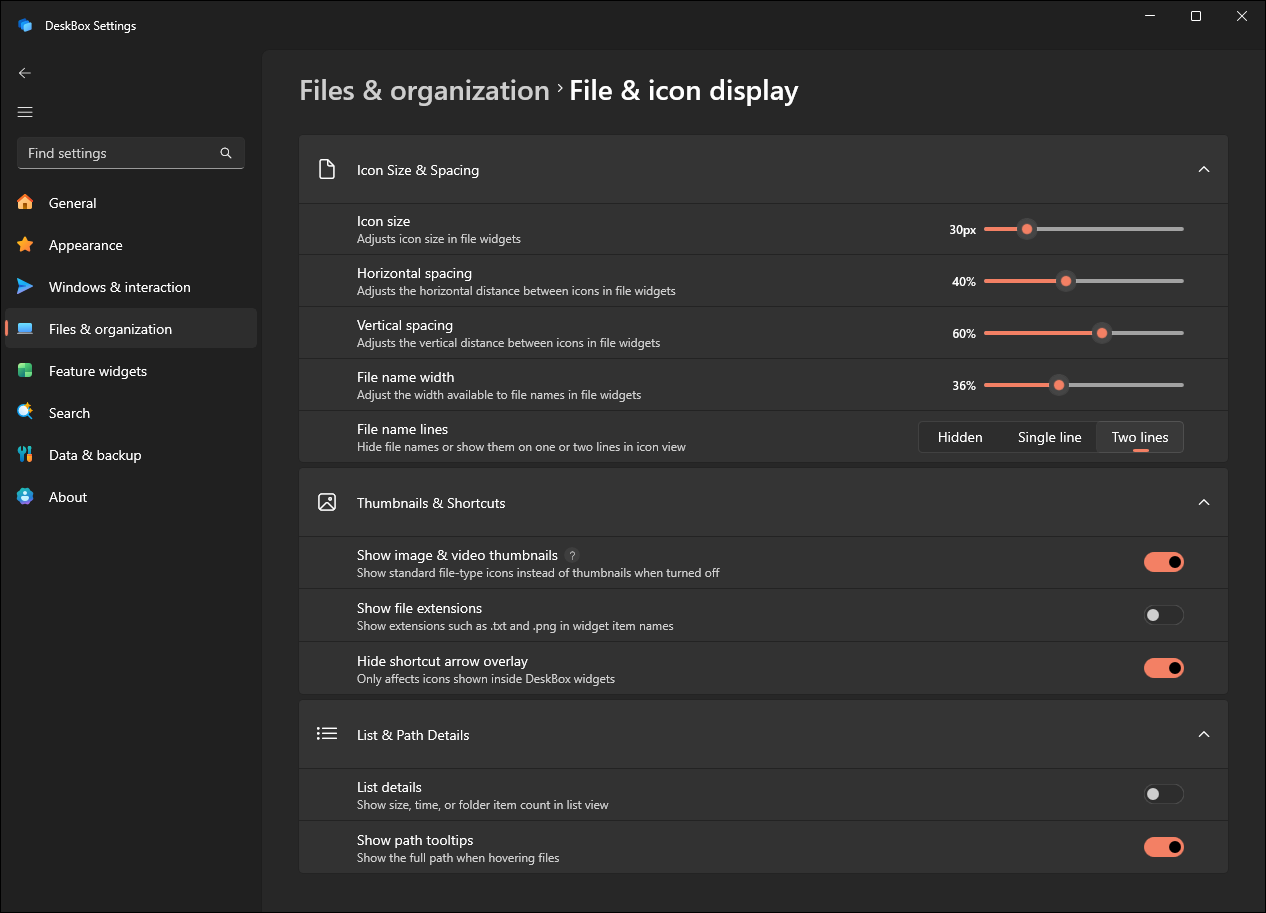 DeskBox Settings
Find settings
General
Appearance
Windows & interaction
Files & organization
Feature widgets
Search
Data & backup
About
Files & organization › File & icon display
Icon Size & Spacing
Icon size
Adjusts icon size in file widgets
30px
Horizontal spacing
Adjusts the horizontal distance between icons in file widgets
40%
Vertical spacing
Adjusts the vertical distance between icons in file widgets
60%
File name width
Adjust the width available to file names in file widgets
36%
File name lines
Hide file names or show them on one or two lines in icon view
Hidden Single line Two lines
Thumbnails & Shortcuts
Show image & video thumbnails ?
Show standard file-type icons instead of thumbnails when turned off
Show file extensions
Show extensions such as .txt and .png in widget item names
Hide shortcut arrow overlay
Only affects icons shown inside DeskBox widgets
List & Path Details
List details
Show size, time, or folder item count in list view
Show path tooltips
Show the full path when hovering files